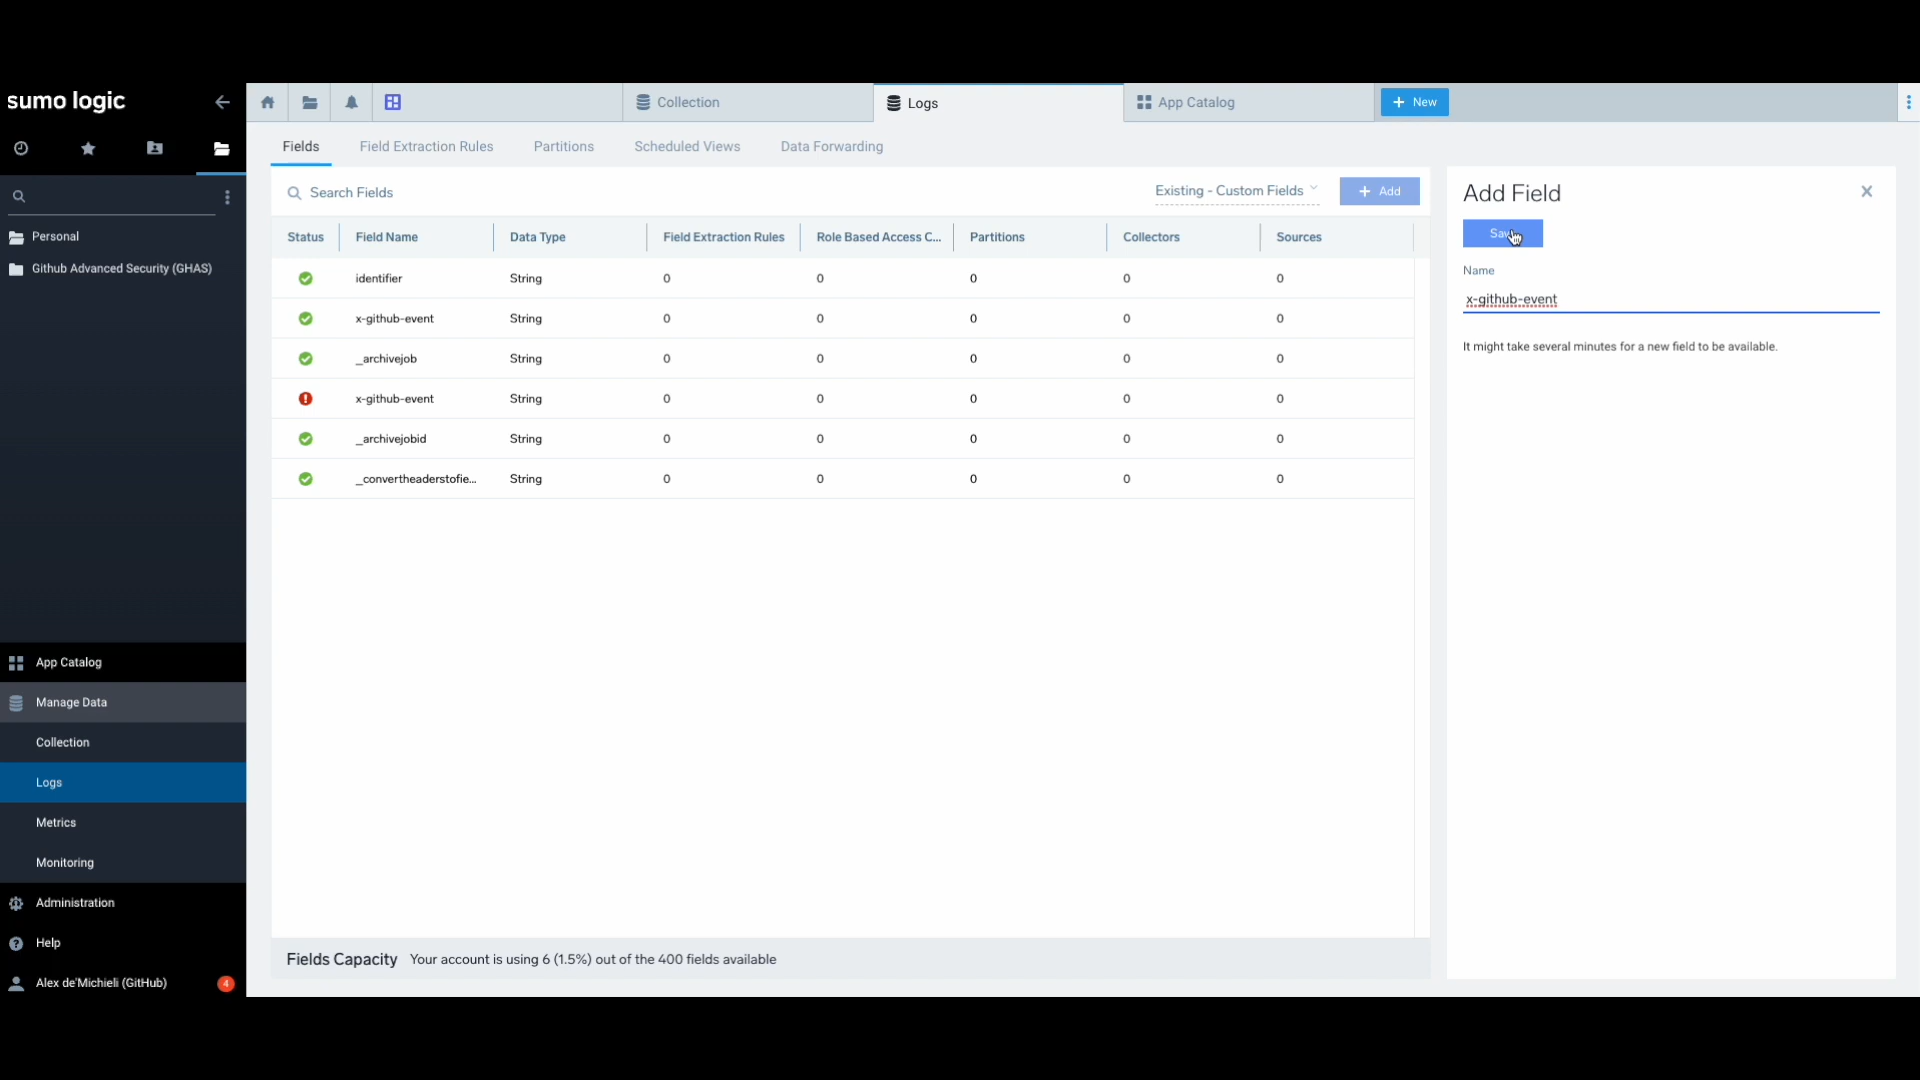 sumo logic
Collection
Logs
App Catalog
+ New
Fields
Field Extraction Rules
Partitions
Scheduled Views
Data Forwarding
Search Fields
Existing - Custom Fields
+ Add
Status
Field Name
Data Type
Field Extraction Rules
Role Based Access C...
Partitions
Collectors
Sources
identifier String 0 0 0 0 0
x-github-event String 0 0 0 0 0
_archivejob String 0 0 0 0 0
x-github-event String 0 0 0 0 0
_archivejobid String 0 0 0 0 0
_convertheaderstofie... String 0 0 0 0 0
Fields Capacity Your account is using 6 (1.5%) out of the 400 fields available
Add Field
Name
x-github-event
It might take several minutes for a new field to be available.
Personal
Github Advanced Security (GHAS)
App Catalog
Manage Data
Collection
Logs
Metrics
Monitoring
Administration
Help
Alex de'Michieli (GitHub)
4